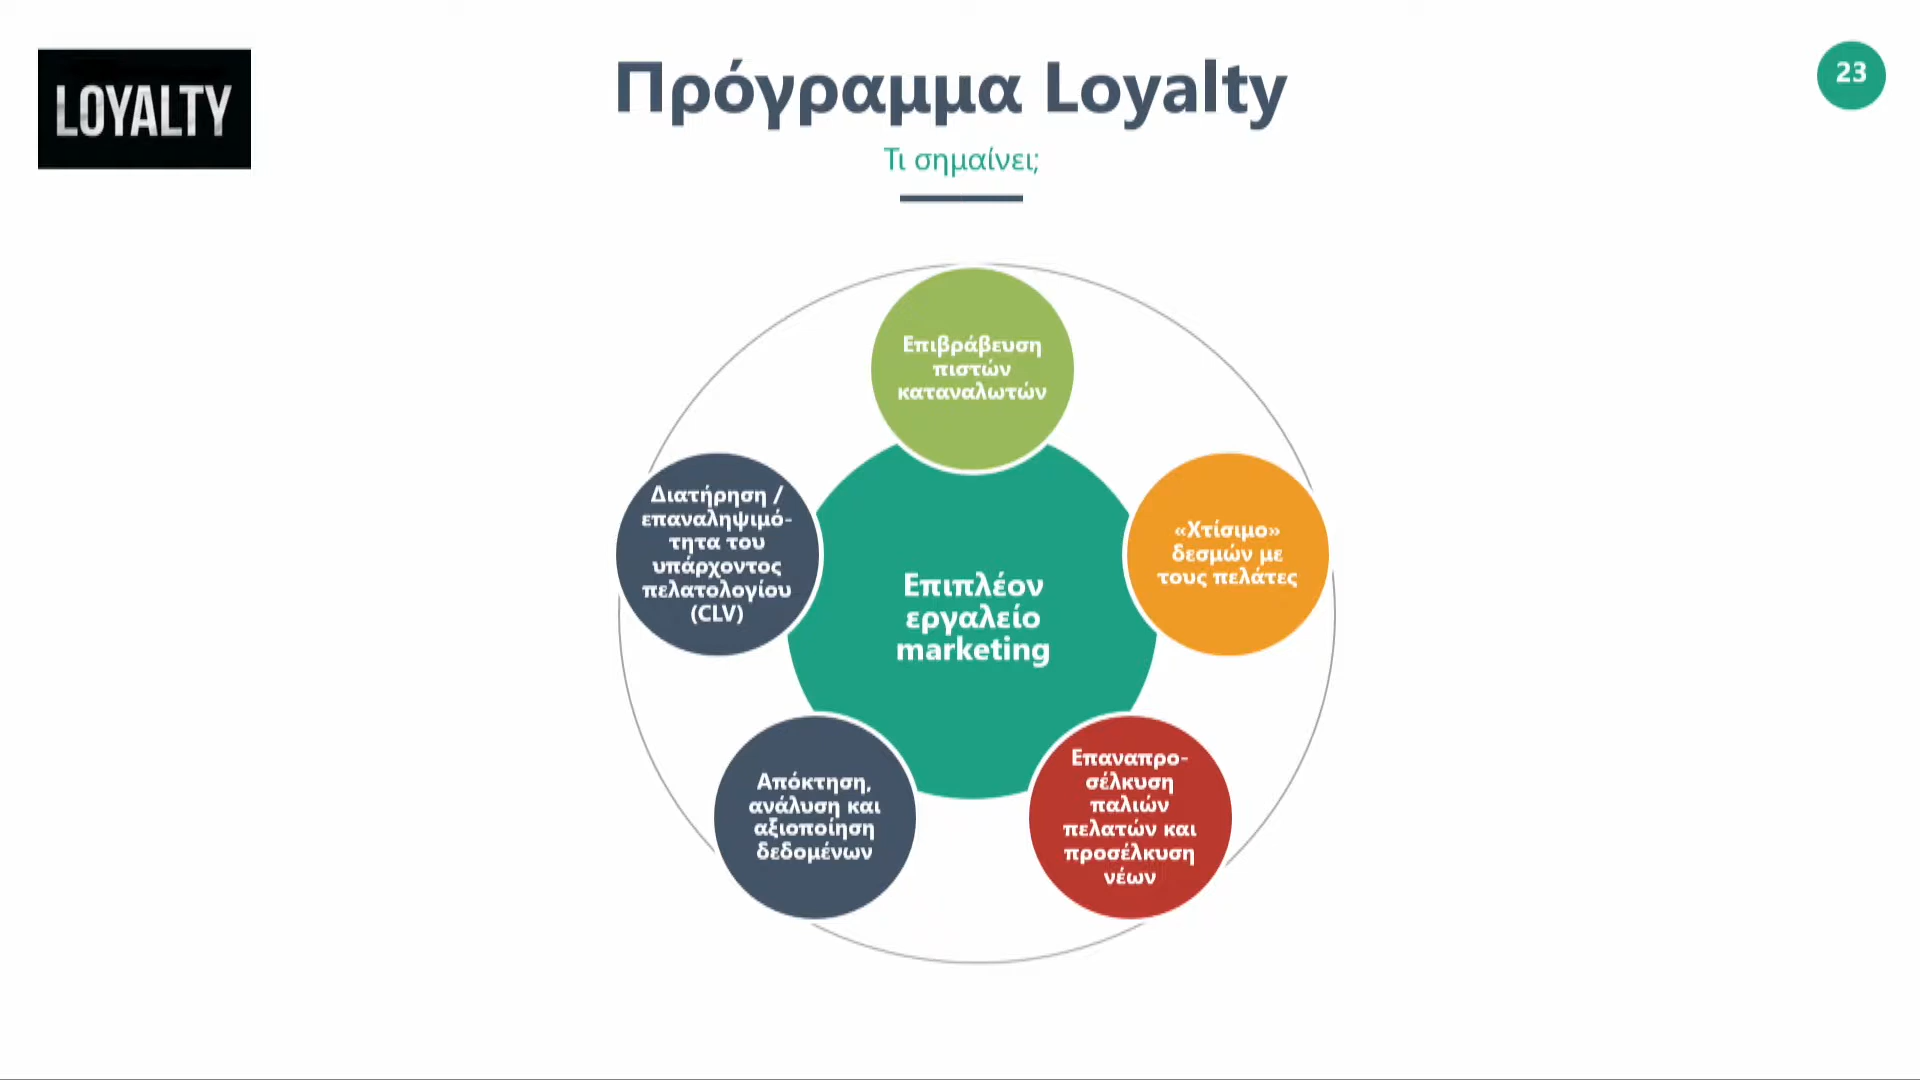 LOYALTY
Πρόγραμμα Loyalty
23
Τι σημαίνει;
Επιβράβευση
πιστών
καταναλωτών
«Χτίσιμο»
δεσμών με
τους πελάτες
Επαναπρο-
σέλκυση
παλιών
πελατών και
προσέλκυση
νέων
Απόκτηση,
ανάλυση και
αξιοποίηση
δεδομένων
Διατήρηση /
επαναληψιμό-
τητα του
υπάρχοντος
πελατολογίου
(CLV)
Επιπλέον
εργαλείο
marketing